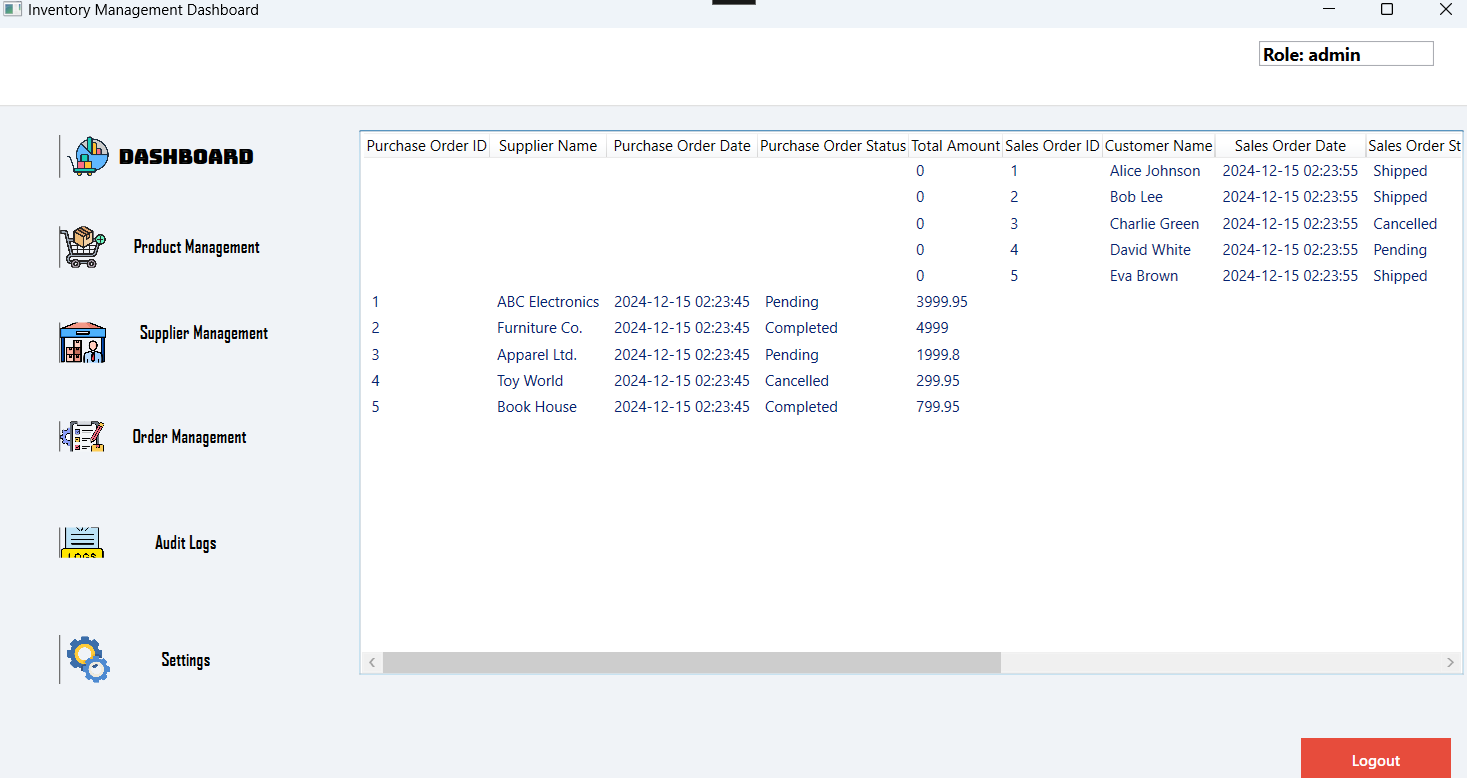 Inventory Management Dashboard
Role: admin
DASHBOARD
Product Management
Supplier Management
Order Management
Audit Logs
LOGS
Settings
Purchase Order ID Supplier Name Purchase Order Date Purchase Order Status Total Amount Sales Order ID Customer Name Sales Order Date Sales Order St
0 1 Alice Johnson 2024-12-15 02:23:55 Shipped
0 2 Bob Lee 2024-12-15 02:23:55 Shipped
0 3 Charlie Green 2024-12-15 02:23:55 Cancelled
0 4 David White 2024-12-15 02:23:55 Pending
0 5 Eva Brown 2024-12-15 02:23:55 Shipped
1 ABC Electronics 2024-12-15 02:23:45 Pending 3999.95
2 Furniture Co. 2024-12-15 02:23:45 Completed 4999
3 Apparel Ltd. 2024-12-15 02:23:45 Pending 1999.8
4 Toy World 2024-12-15 02:23:45 Cancelled 299.95
5 Book House 2024-12-15 02:23:45 Completed 799.95
Logout